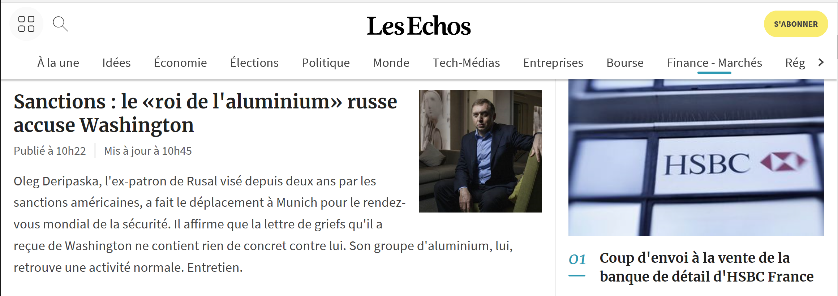 Les Echos
S'ABONNER
À la une Idées Économie Élections Politique Monde Tech-Médias Entreprises Bourse Finance - Marchés Rég
Sanctions : le «roi de l'aluminium» russe
accuse Washington
Publié à 10h22 Mis à jour à 10h45
Oleg Deripaska, l'ex-patron de Rusal visé depuis deux ans par les
sanctions américaines, a fait le déplacement à Munich pour le rendez-
vous mondial de la sécurité. Il affirme que la lettre de griefs qu'il a
reçue de Washington ne contient rien de concret contre lui. Son groupe d'aluminium, lui,
retrouve une activité normale. Entretien.
HSBC
01 Coup d'envoi à la vente de la
banque de détail d'HSBC France